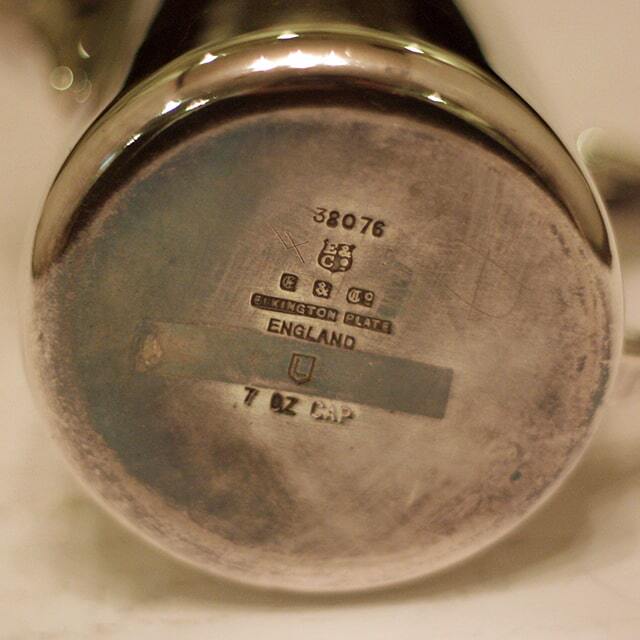 38076
E&
Co
E & Co
ELKINGTON PLATE
ENGLAND
U
7 OZ CAP